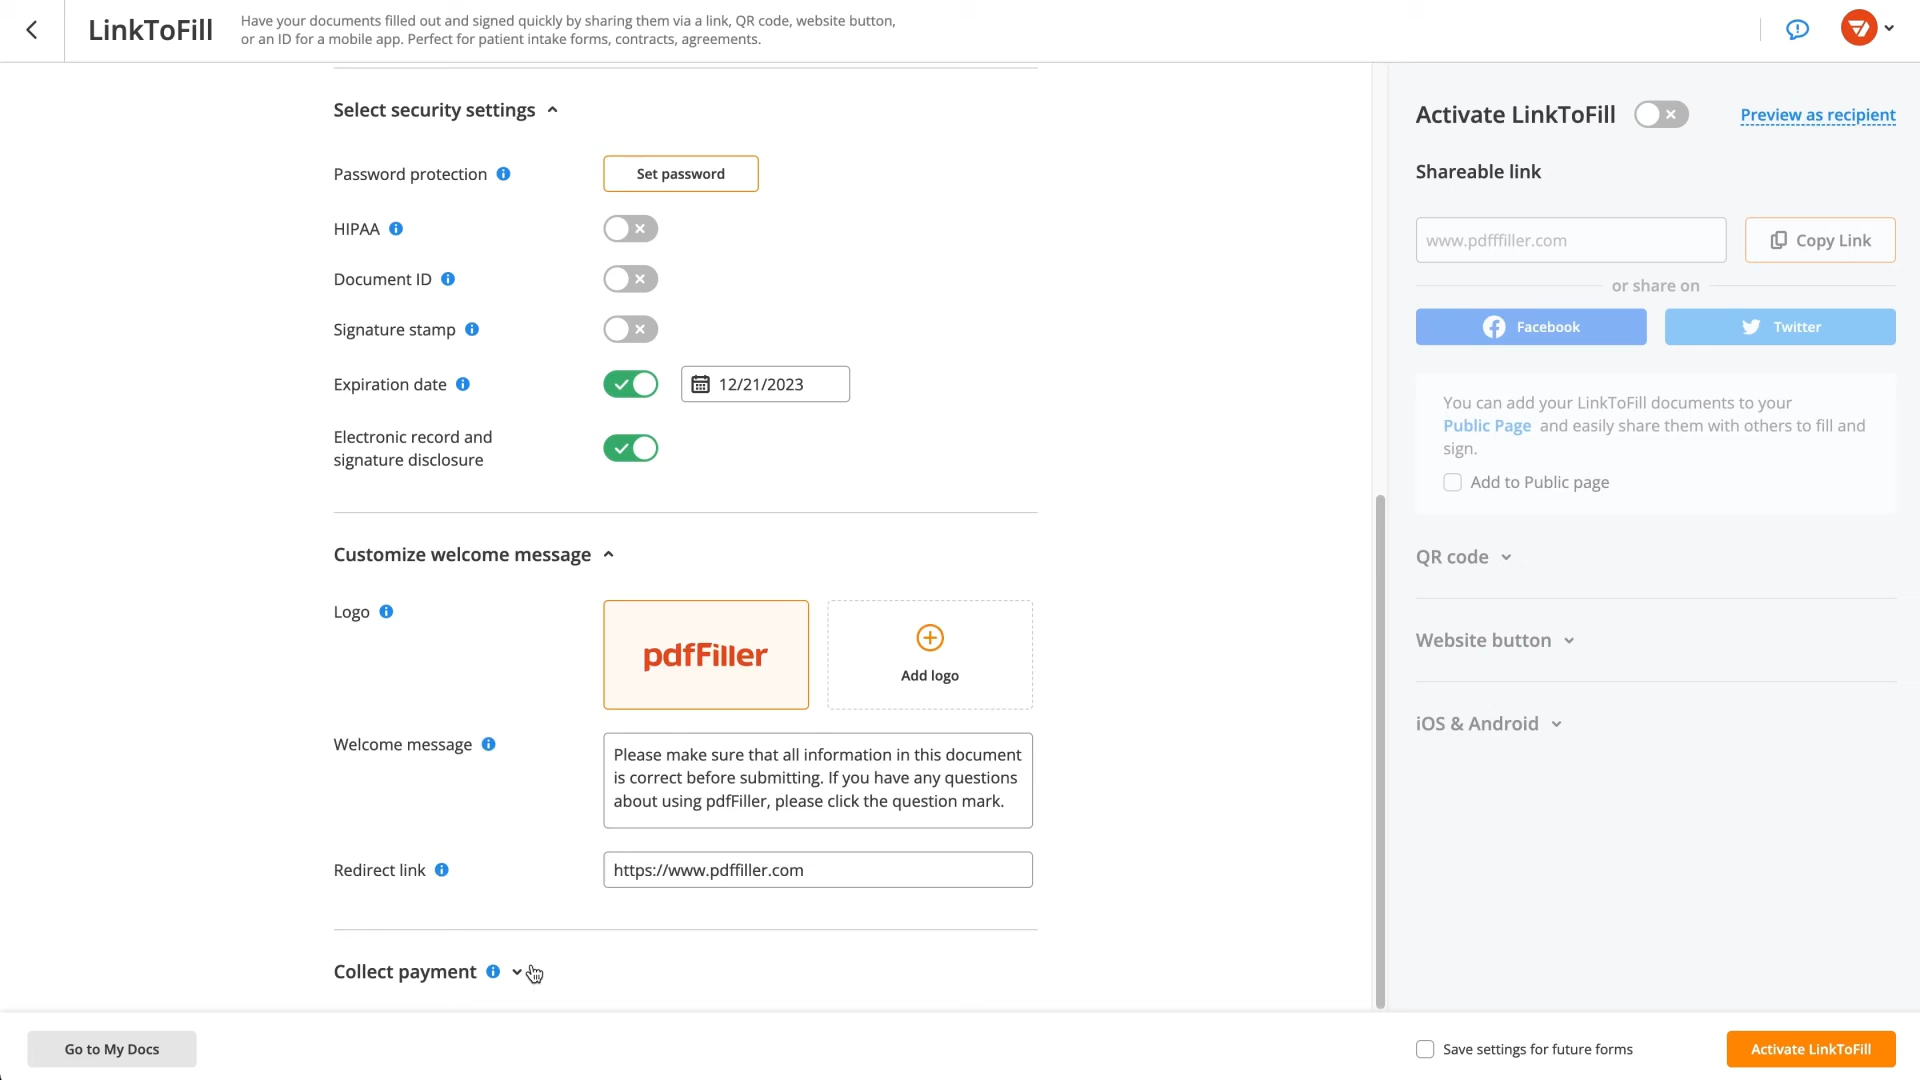 LinkToFill
Have your documents filled out and signed quickly by sharing them via a link, QR code, website button,
or an ID for a mobile app. Perfect for patient intake forms, contracts, agreements.
Select security settings
Password protection
Set password
HIPAA
Document ID
Signature stamp
Expiration date
12/21/2023
Electronic record and
signature disclosure
Customize welcome message
Logo
pdfFiller
Add logo
Welcome message
Please make sure that all information in this document
is correct before submitting. If you have any questions
about using pdfFiller, please click the question mark.
Redirect link
https://www.pdffiller.com
Collect payment
Activate LinkToFill
Preview as recipient
Shareable link
www.pdfffiller.com
Copy Link
or share on
Facebook
Twitter
You can add your LinkToFill documents to your
Public Page and easily share them with others to fill and
sign.
Add to Public page
QR code
Website button
iOS & Android
Go to My Docs
Save settings for future forms
Activate LinkToFill